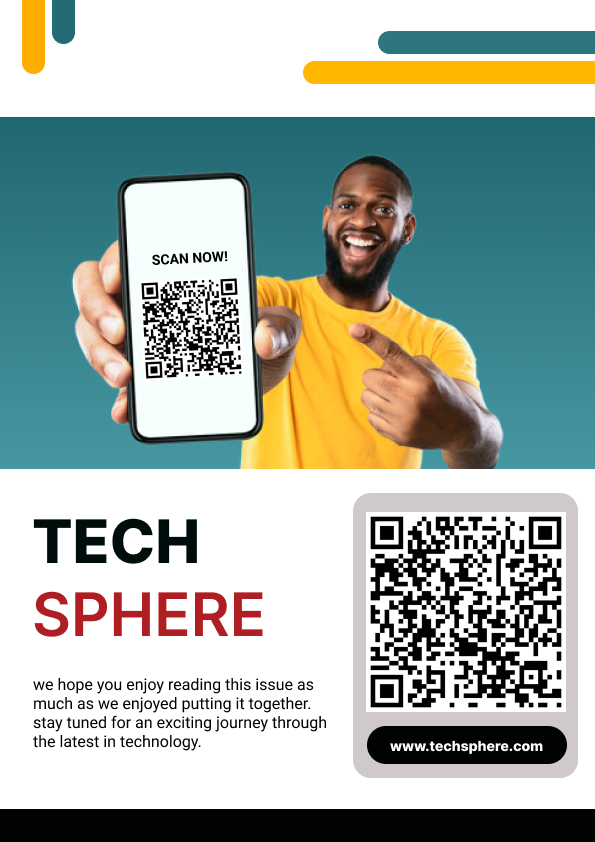 SCAN NOW!
TECH
SPHERE
we hope you enjoy reading this issue as
much as we enjoyed putting it together.
stay tuned for an exciting journey through
the latest in technology.
www.techsphere.com